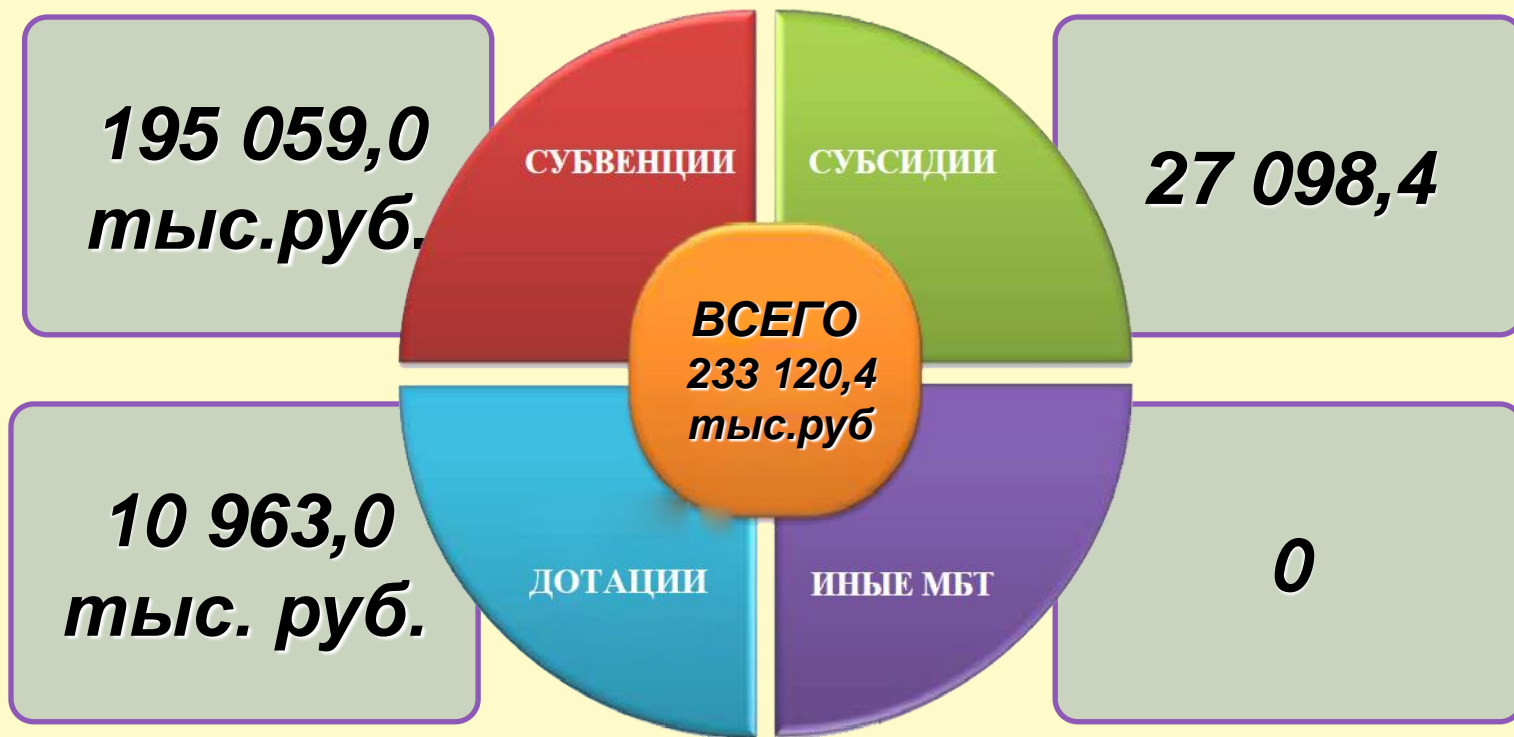 195 059,0
тыс.руб.
СУБВЕНЦИИ
СУБСИДИИ
27 098,4
ВСЕГО
233 120,4
тыс.руб
10 963,0
тыс. руб.
ДОТАЦИИ
ИНЫЕ МБТ
0